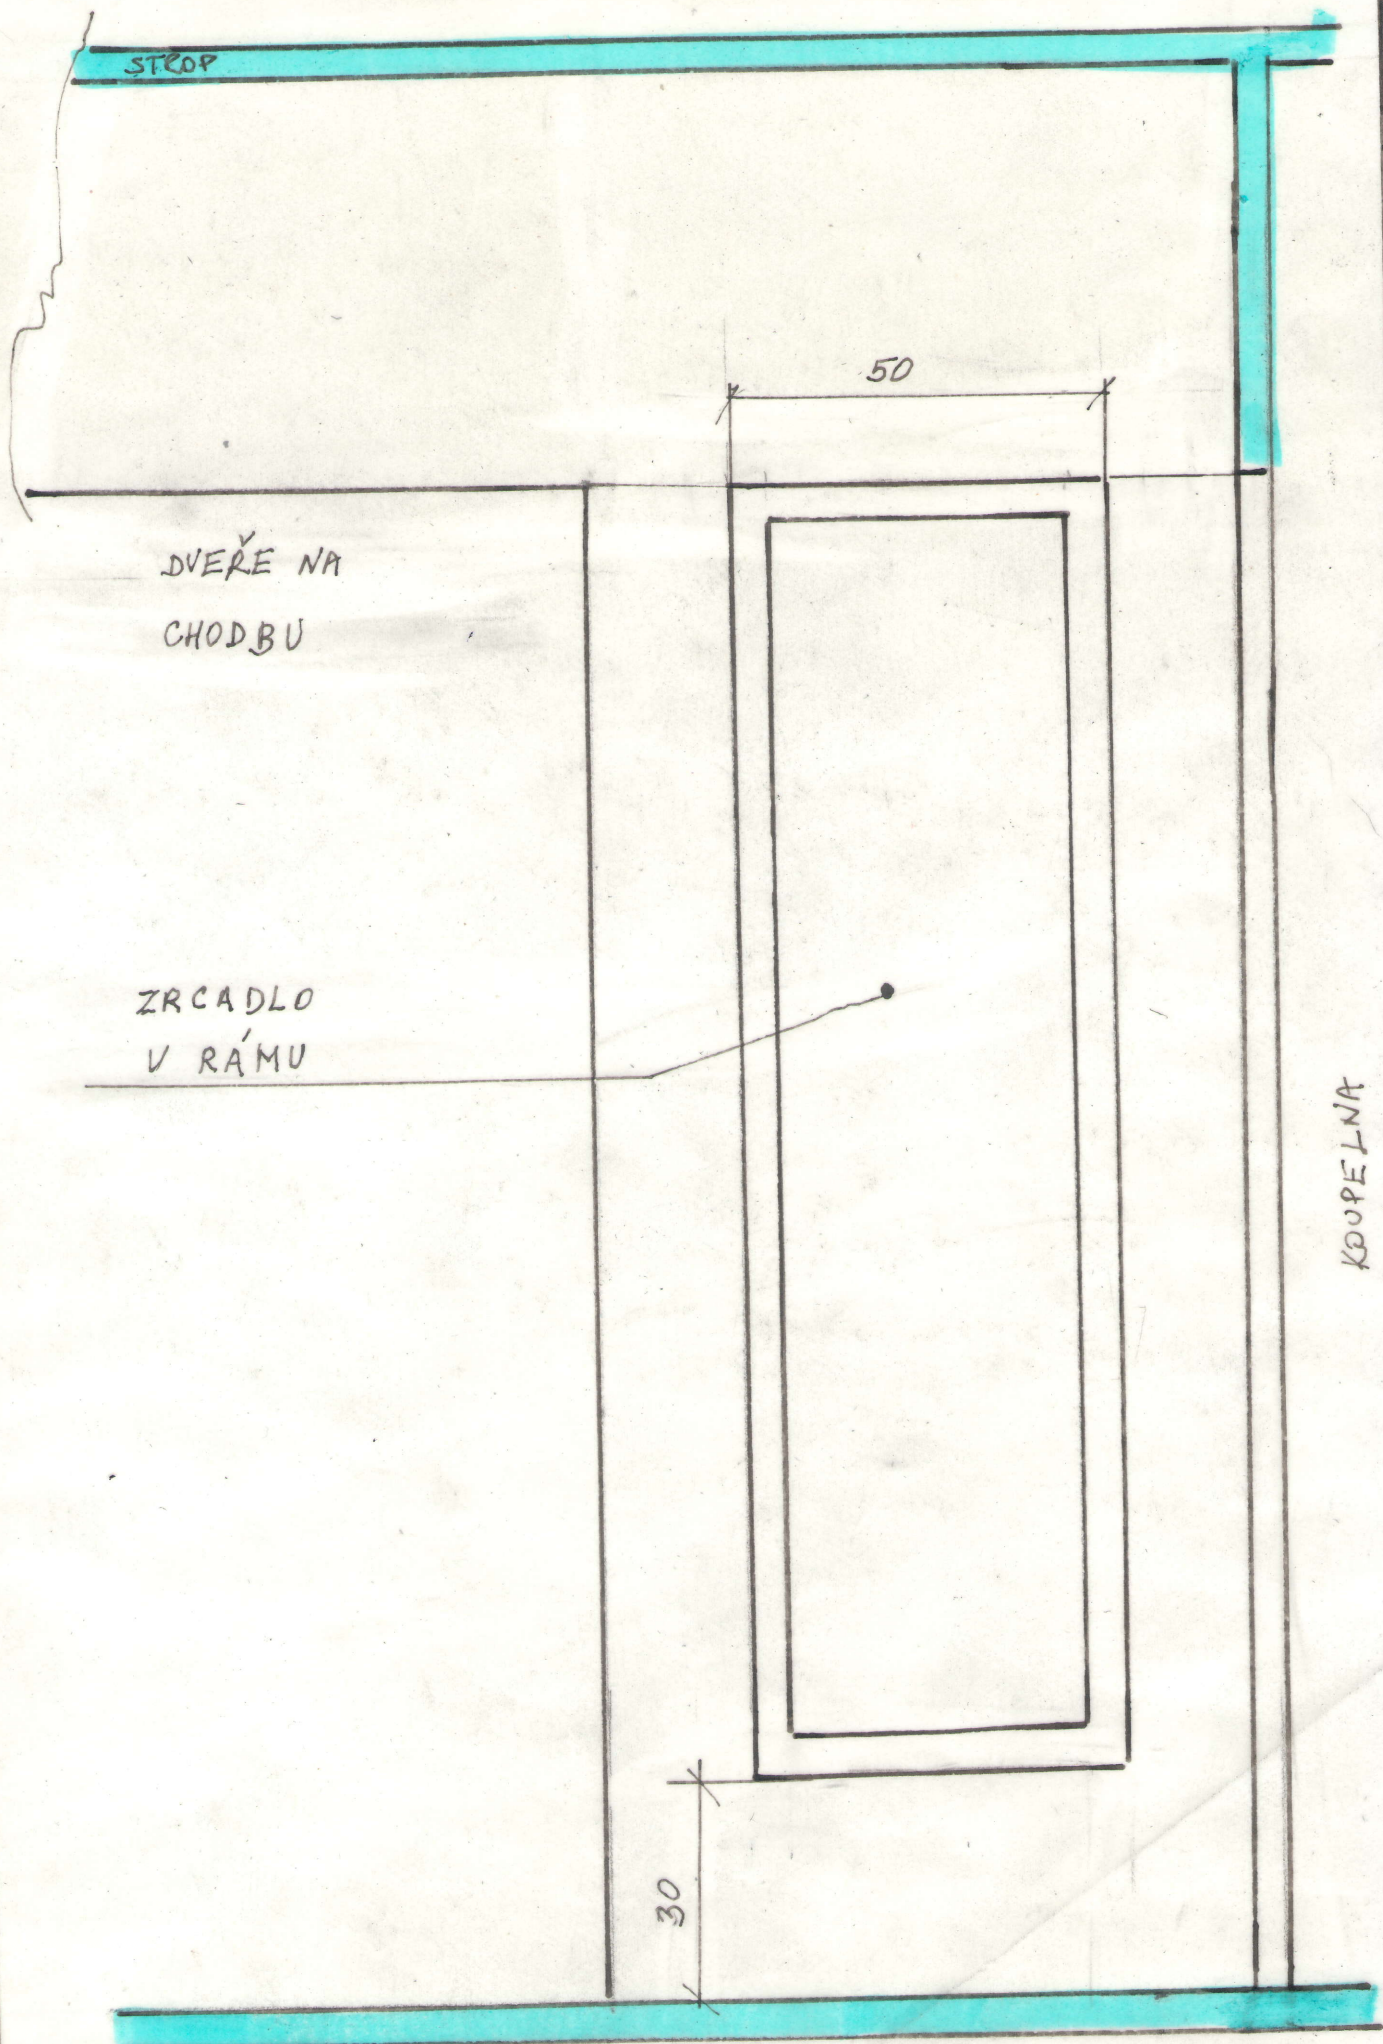 STROP
50
DVEŘE NA
CHODBU
ZRCADLO
V RÁMU
KOUPELNA
30